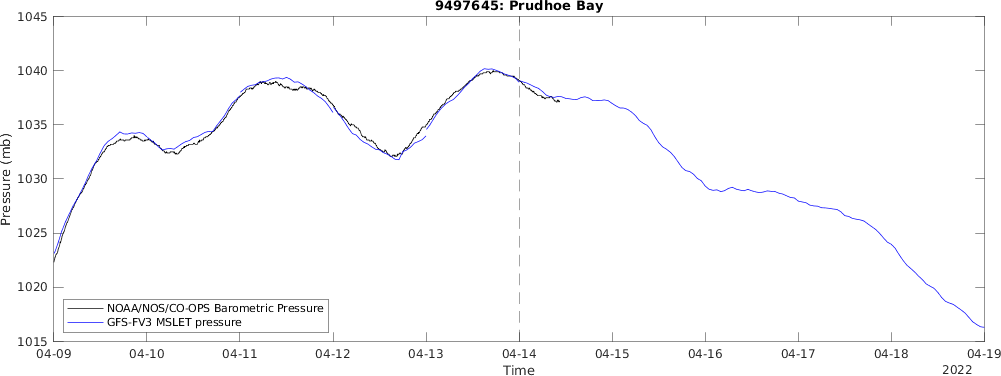 9497645: Prudhoe Bay
1045
1040
1035
1030
1025
1020
1015
Pressure (mb)
NOAA/NOS/CO-OPS Barometric Pressure
GFS-FV3 MSLET pressure
04-09 04-10 04-11 04-12 04-13 04-14 04-15 04-16 04-17 04-18 04-19
Time
2022